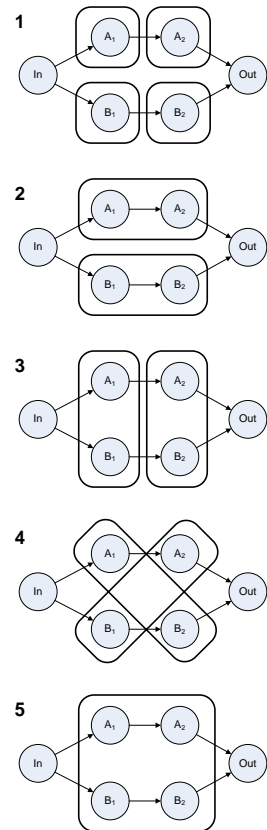 1
A₁ A₂
In Out
B₁ B₂
2
A₁ A₂
In Out
B₁ B₂
3
A₁ A₂
In Out
B₁ B₂
4
A₁ A₂
In Out
B₁ B₂
5
A₁ A₂
In Out
B₁ B₂